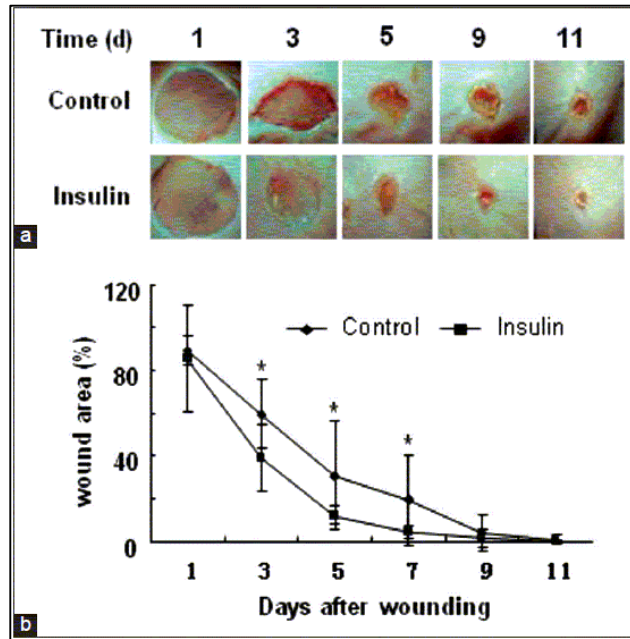 Time (d) 1 3 5 9 11
Control
Insulin
a
120
Control Insulin
80
wound area (%)
*
*
*
40
0
1 3 5 7 9 11
Days after wounding
b